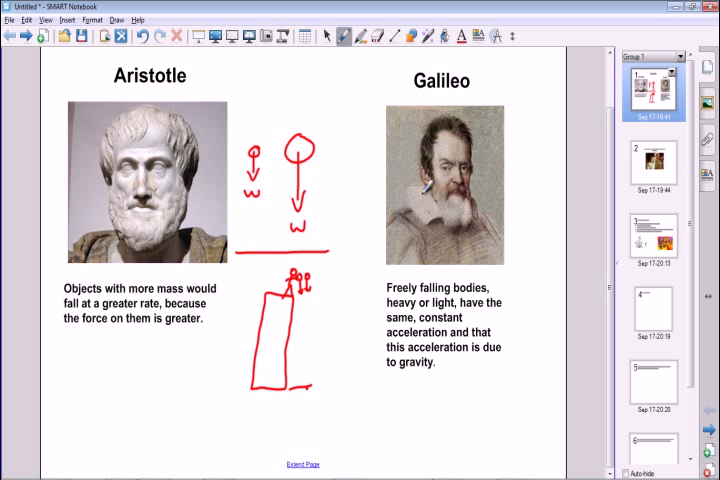 Untitled * - SMART Notebook
File Edit View Insert Format Draw Help
Aristotle
Galileo
W
W
Objects with more mass would
fall at a greater rate, because
the force on them is greater.
Freely falling bodies,
heavy or light, have the
same, constant
acceleration and that
this acceleration is due
to gravity.
Extend Page
Group 1
1
Sep 17-19:41
2
Sep 17-19:44
3
Sep 17-20:13
4
Sep 17-20:19
5
Sep 17-20:20
6
Auto-hide